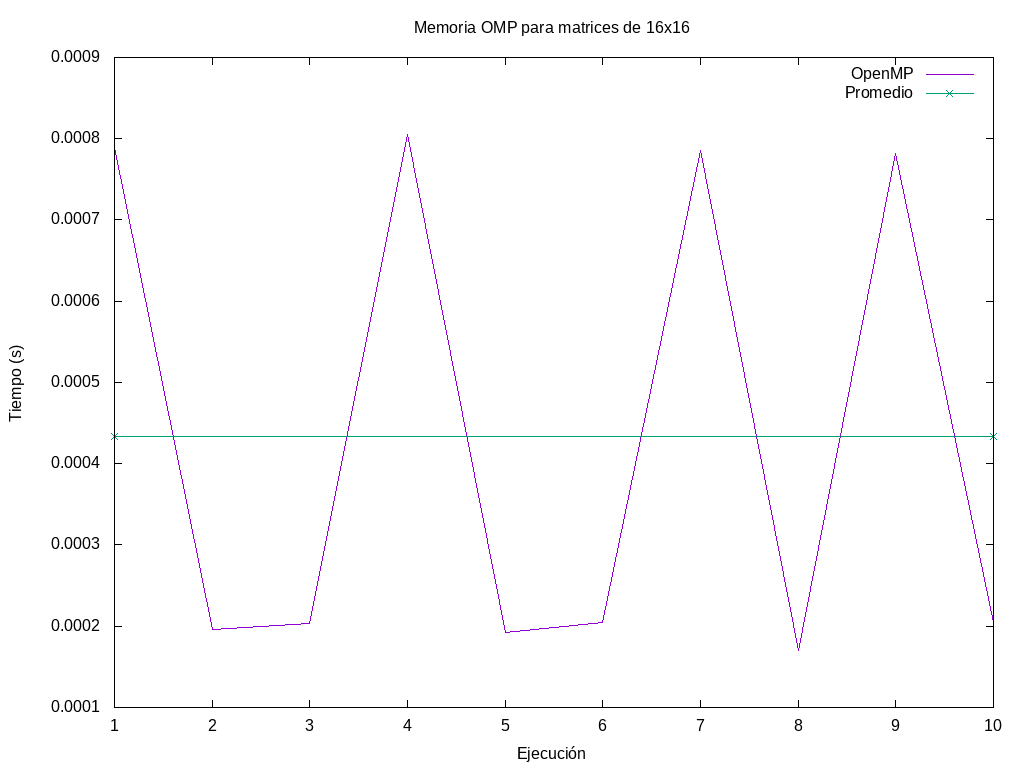 Memoria OMP para matrices de 16x16
OpenMP
Promedio
0.0009
0.0008
0.0007
0.0006
0.0005
0.0004
0.0003
0.0002
0.0001
Tiempo (s)
1 2 3 4 5 6 7 8 9 10
Ejecución